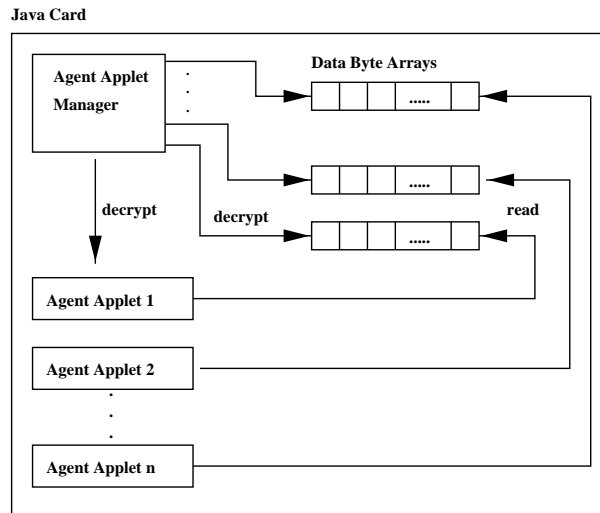 Java Card
Agent Applet
Manager
.
.
.
Data Byte Arrays
.....
.....
decrypt
decrypt
read
.....
Agent Applet 1
Agent Applet 2
.
.
.
Agent Applet n